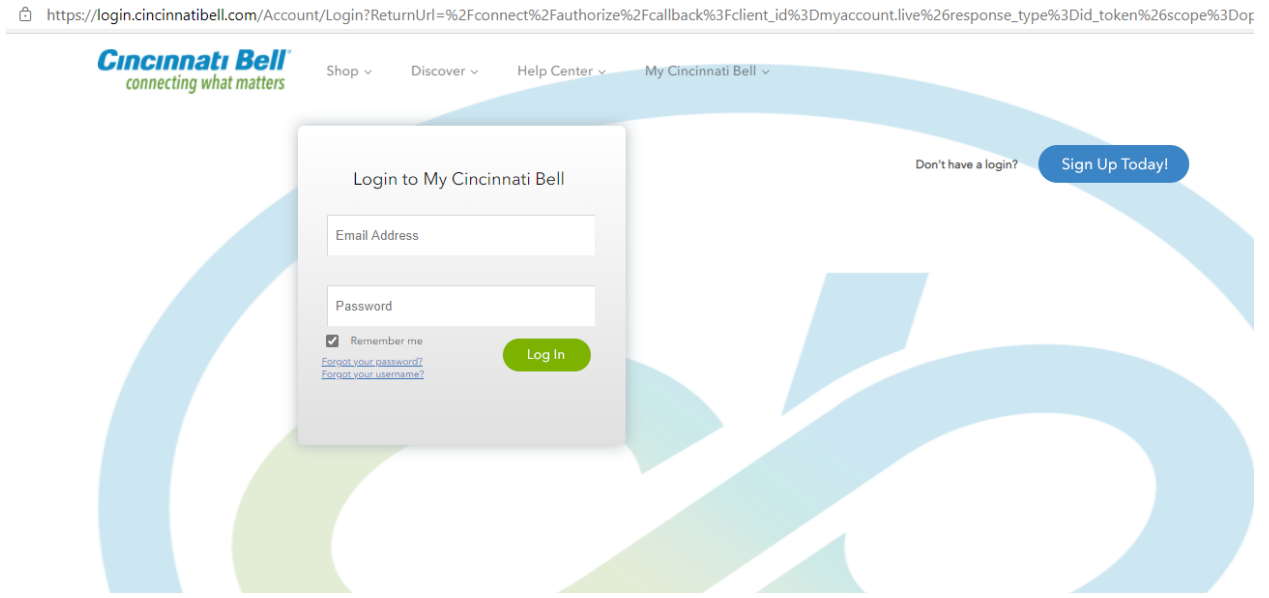 https://login.cincinnatibell.com/Account/Login?ReturnUrl=%2Fconnect%2Fauthorize%2Fcallback%3Fclient_id%3Dmyaccount.live%26response_type%3Did_token%26scope%3Dop
Cincinnati Bell®
connecting what matters
Shop Discover Help Center My Cincinnati Bell
Don't have a login? Sign Up Today!
Login to My Cincinnati Bell
Email Address
Password
Remember me
Log In
Forgot your password?
Forgot your username?